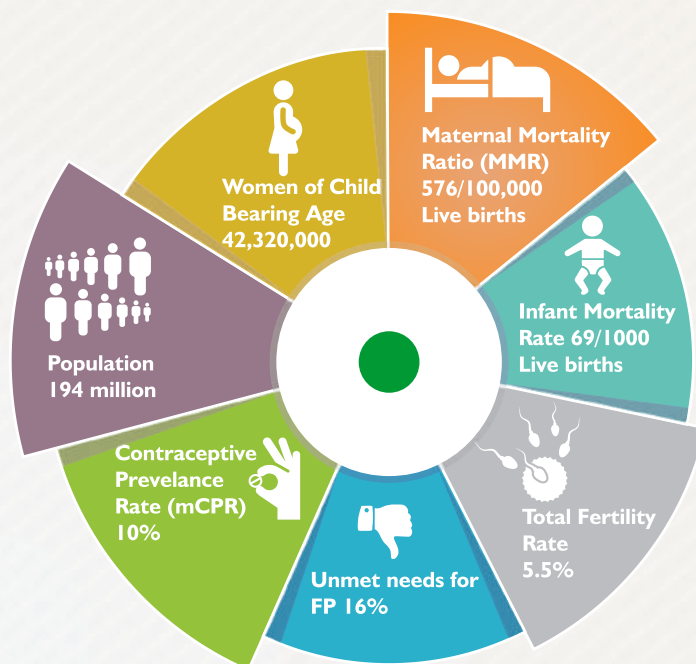 Maternal Mortality
Ratio (MMR)
576/100,000
Live births
Infant Mortality
Rate 69/1000
Live births
Total Fertility
Rate
5.5%
Unmet needs for
FP 16%
Contraceptive
Prevelance
Rate (mCPR)
10%
Population
194 million
Women of Child
Bearing Age
42,320,000